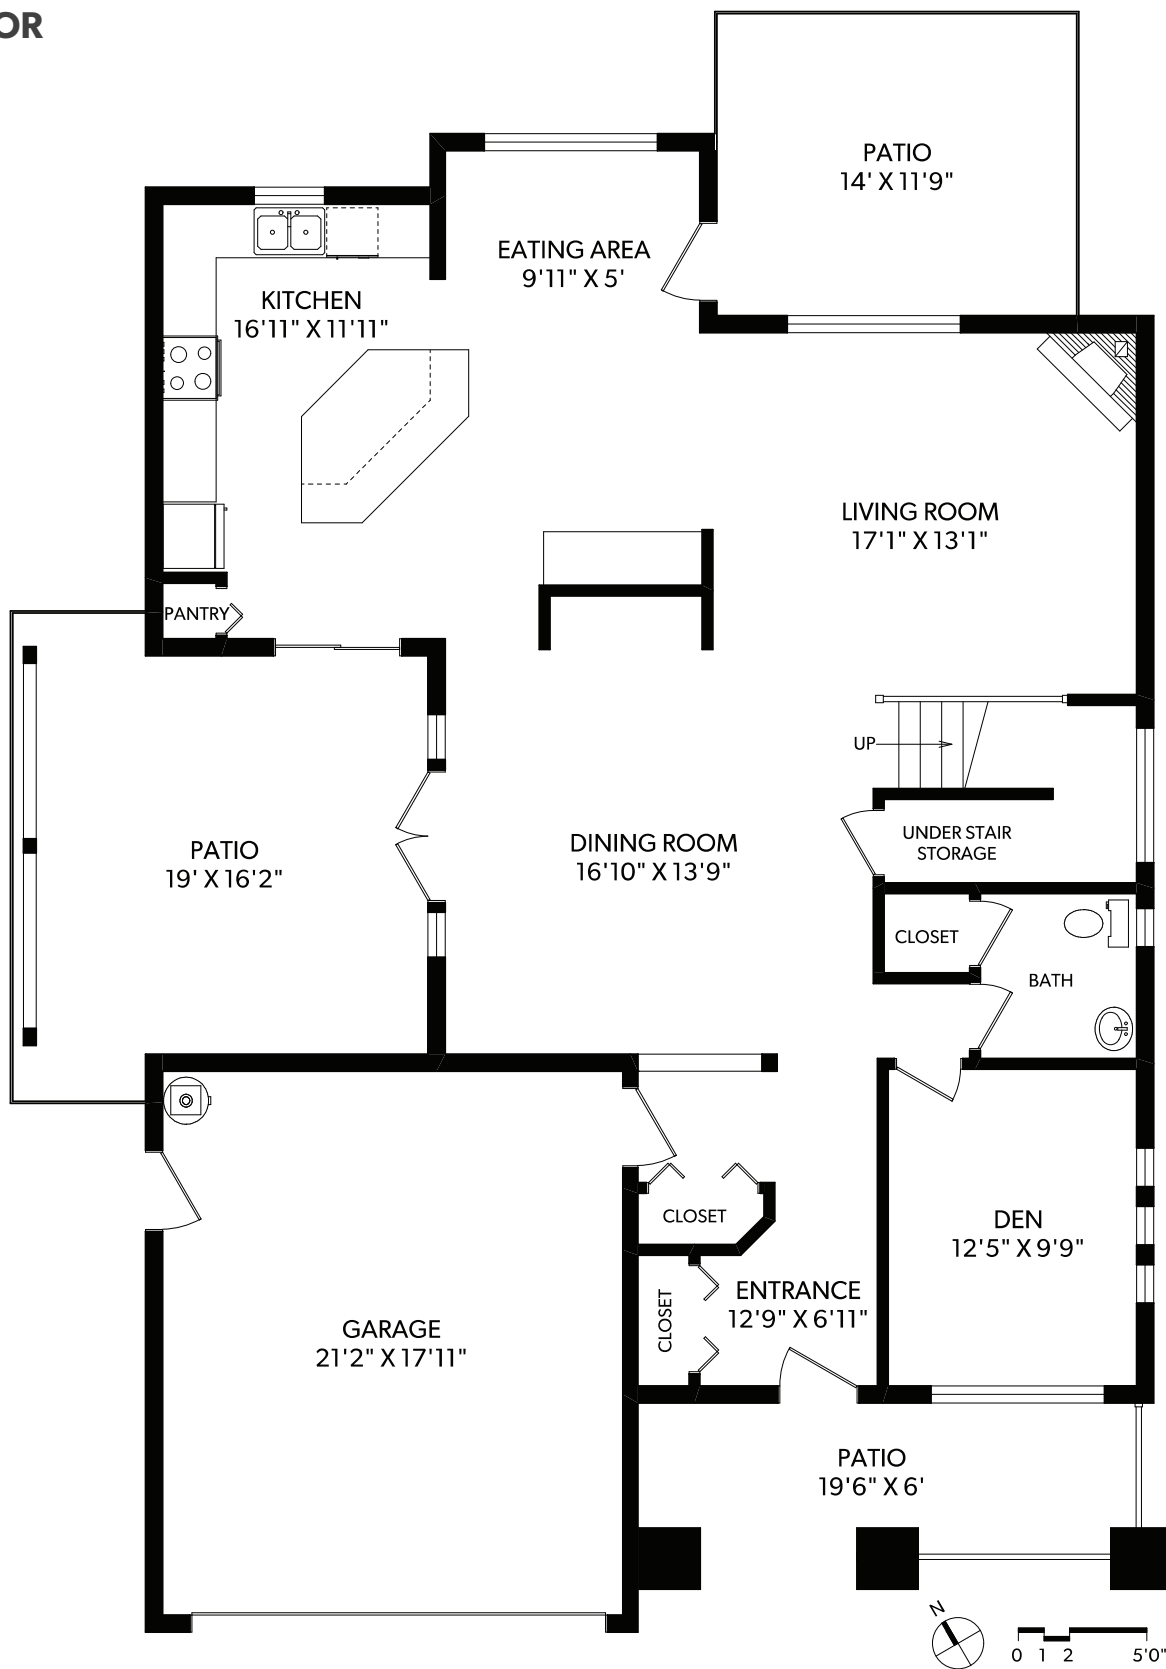 OR
PATIO
14' X 11'9"
EATING AREA
9'11" X 5'
KITCHEN
16'11" X 11'11"
LIVING ROOM
17'1" X 13'1"
PANTRY
UP
UNDER STAIR
STORAGE
DINING ROOM
16'10" X 13'9"
PATIO
19' X 16'2"
CLOSET
BATH
CLOSET
DEN
12'5" X 9'9"
CLOSET
ENTRANCE
12'9" X 6'11"
GARAGE
21'2" X 17'11"
PATIO
19'6" X 6'
N
0 1 2 5'0"